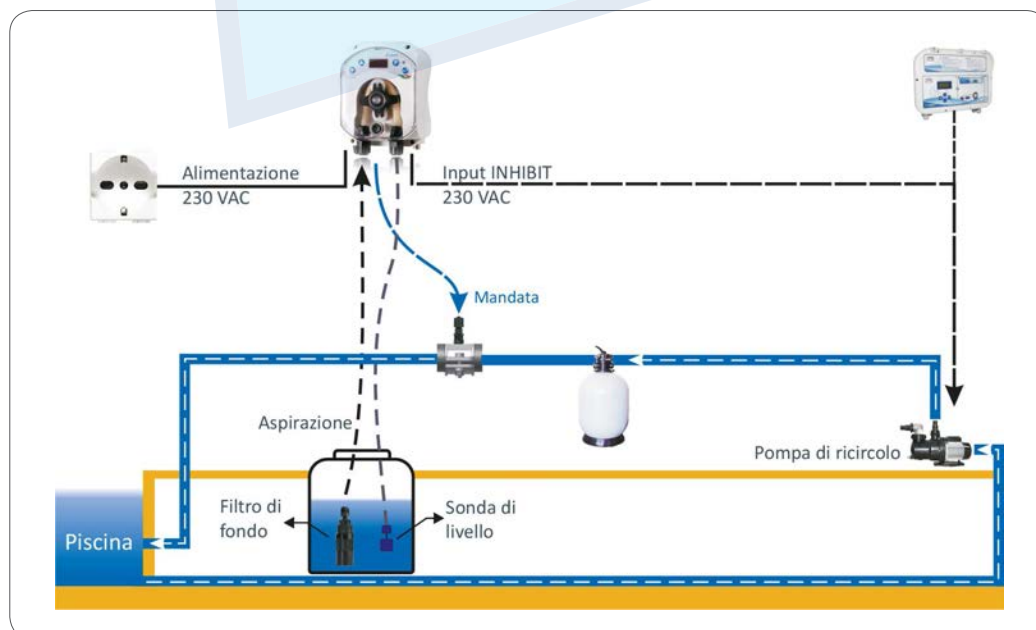 Alimentazione
230 VAC
Input INHIBIT
230 VAC
Mandata
Aspirazione
Pompa di ricircolo
Filtro di
fondo
Sonda di
livello
Piscina